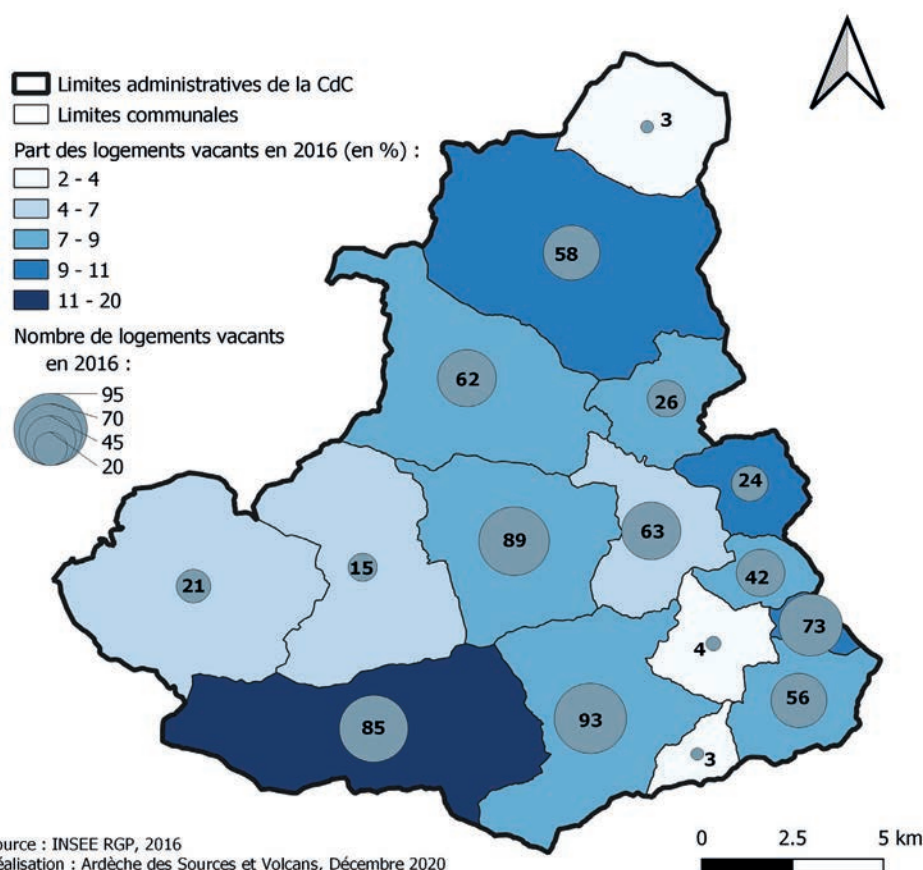 Limites administratives de la CdC
Limites communales
Part des logements vacants en 2016 (en %) :
2 - 4
4 - 7
7 - 9
9 - 11
11 - 20
Nombre de logements vacants
en 2016 :
95
70
45
20
3
58
62
26
24
89
63
42
21
15
73
4
56
85
93
3
ource : INSEE RGP, 2016
éalisation : Ardèche des Sources et Volcans, Décembre 2020
0 2.5 5 km